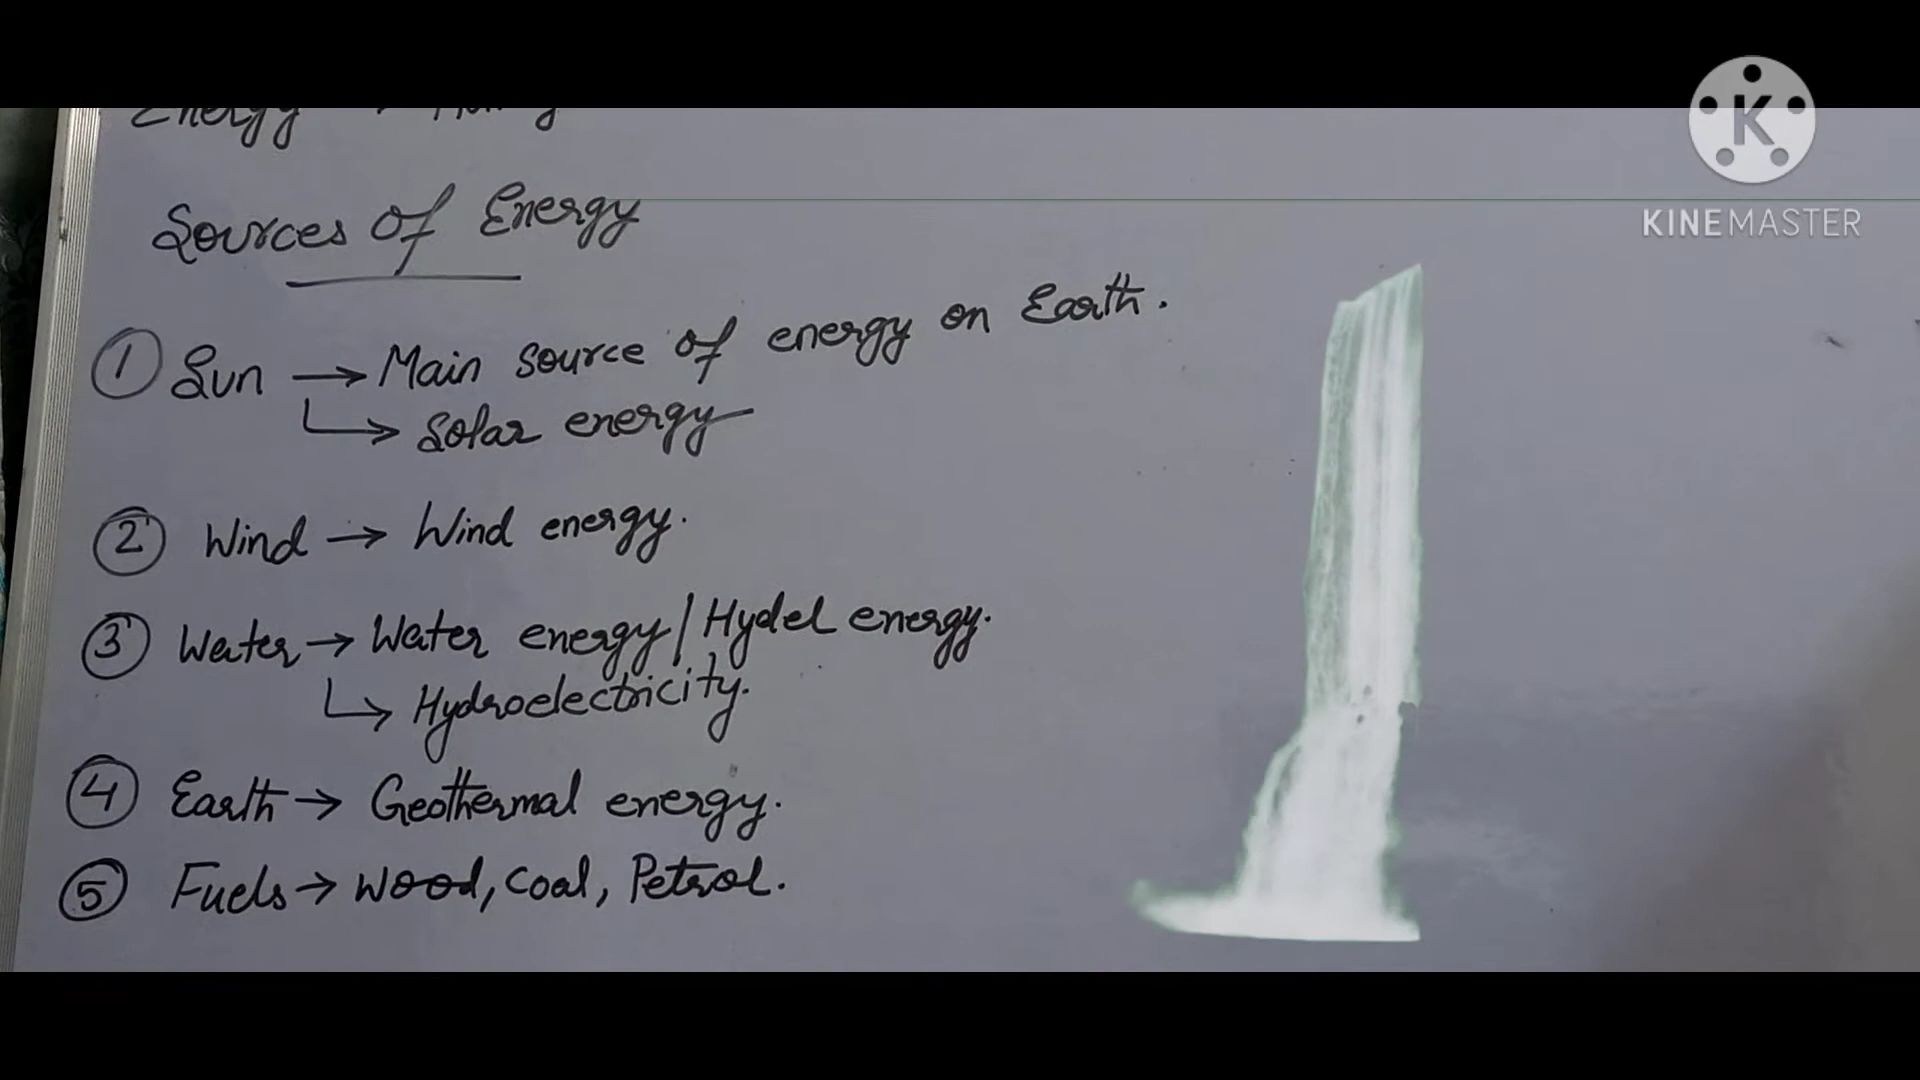 Energy
Sources of Energy
① Sun → Main source of energy on Earth.
↳ Solar energy
② Wind → Wind energy.
③ Water → Water energy / Hydel energy.
↳ Hydroelectricity.
④ Earth → Geothermal energy.
⑤ Fuels → Wood, Coal, Petrol.
K
KINEMASTER